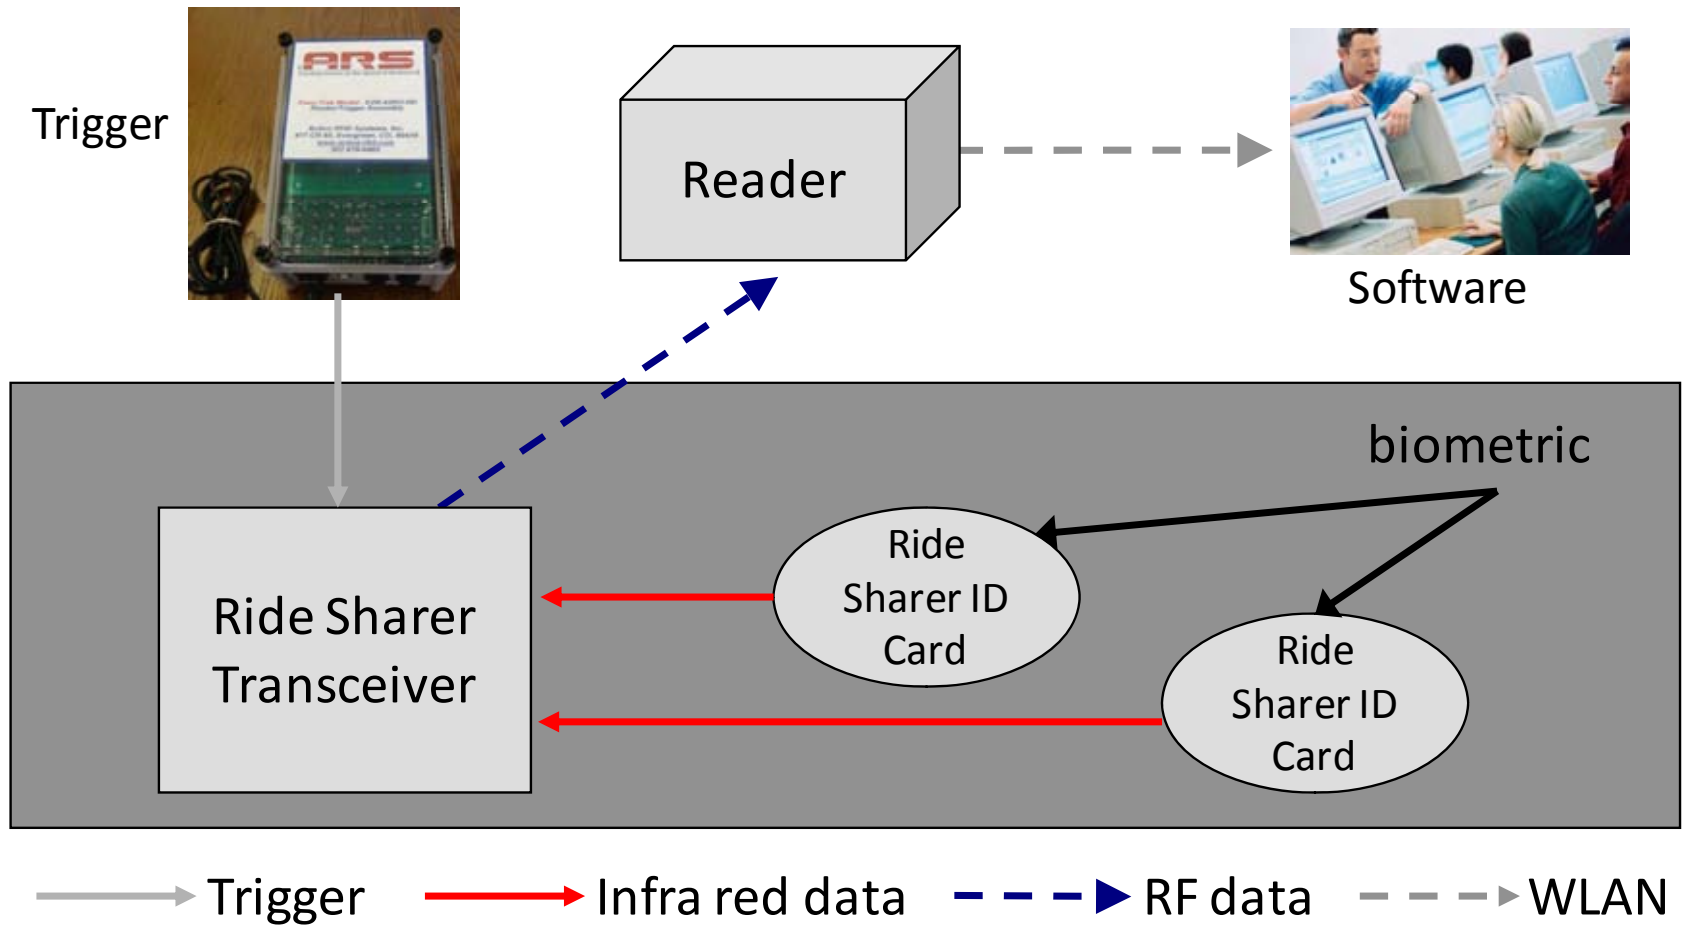 Trigger
ARS
Reader
Software
biometric
Ride
Sharer ID
Card
Ride Sharer
Transceiver
Ride
Sharer ID
Card
Trigger
Infra red data
RF data
WLAN